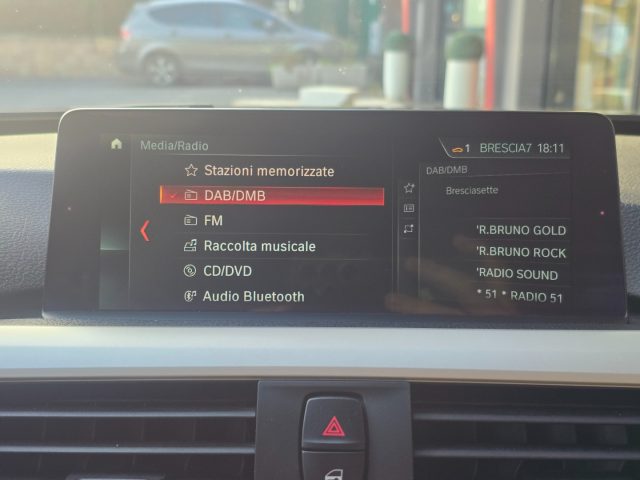 Media/Radio
1 BRESCIA7 18:11
Stazioni memorizzate
DAB/DMB
FM
Raccolta musicale
CD/DVD
Audio Bluetooth
DAB/DMB
Bresciasette
'R.BRUNO GOLD
'R.BRUNO ROCK
'RADIO SOUND
* 51 * RADIO 51